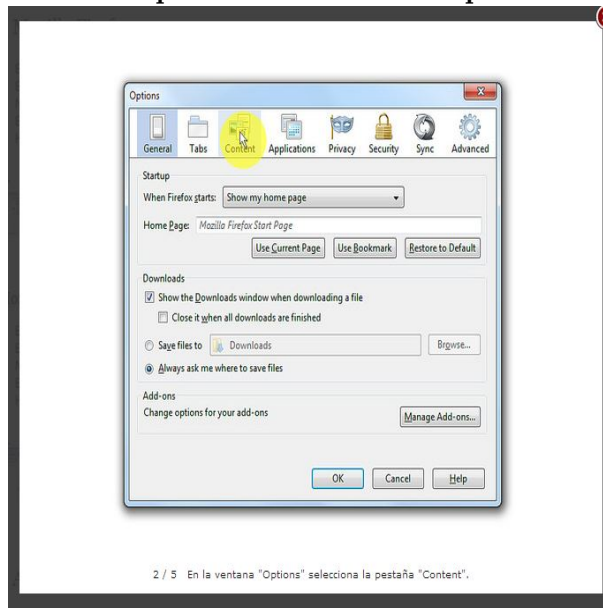 Options
General Tabs Content Applications Privacy Security Sync Advanced
Startup
When Firefox starts: Show my home page
Home Page: Mozilla Firefox Start Page
Use Current Page Use Bookmark Restore to Default
Downloads
Show the Downloads window when downloading a file
Close it when all downloads are finished
Save files to Downloads Browse...
Always ask me where to save files
Add-ons
Change options for your add-ons Manage Add-ons...
OK Cancel Help
2 / 5 En la ventana "Options" selecciona la pestaña "Content".